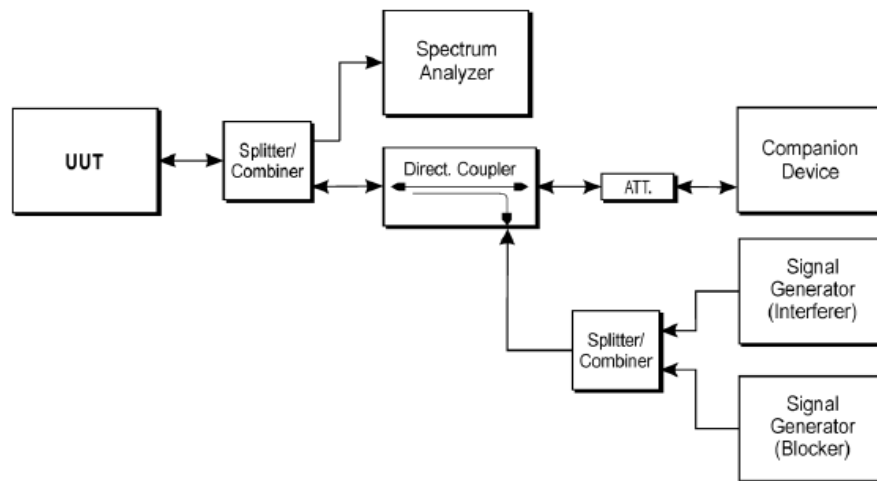 Spectrum
Analyzer
UUT
Splitter/
Combiner
Direct. Coupler
ATT.
Companion
Device
Signal
Generator
(Interferer)
Splitter/
Combiner
Signal
Generator
(Blocker)